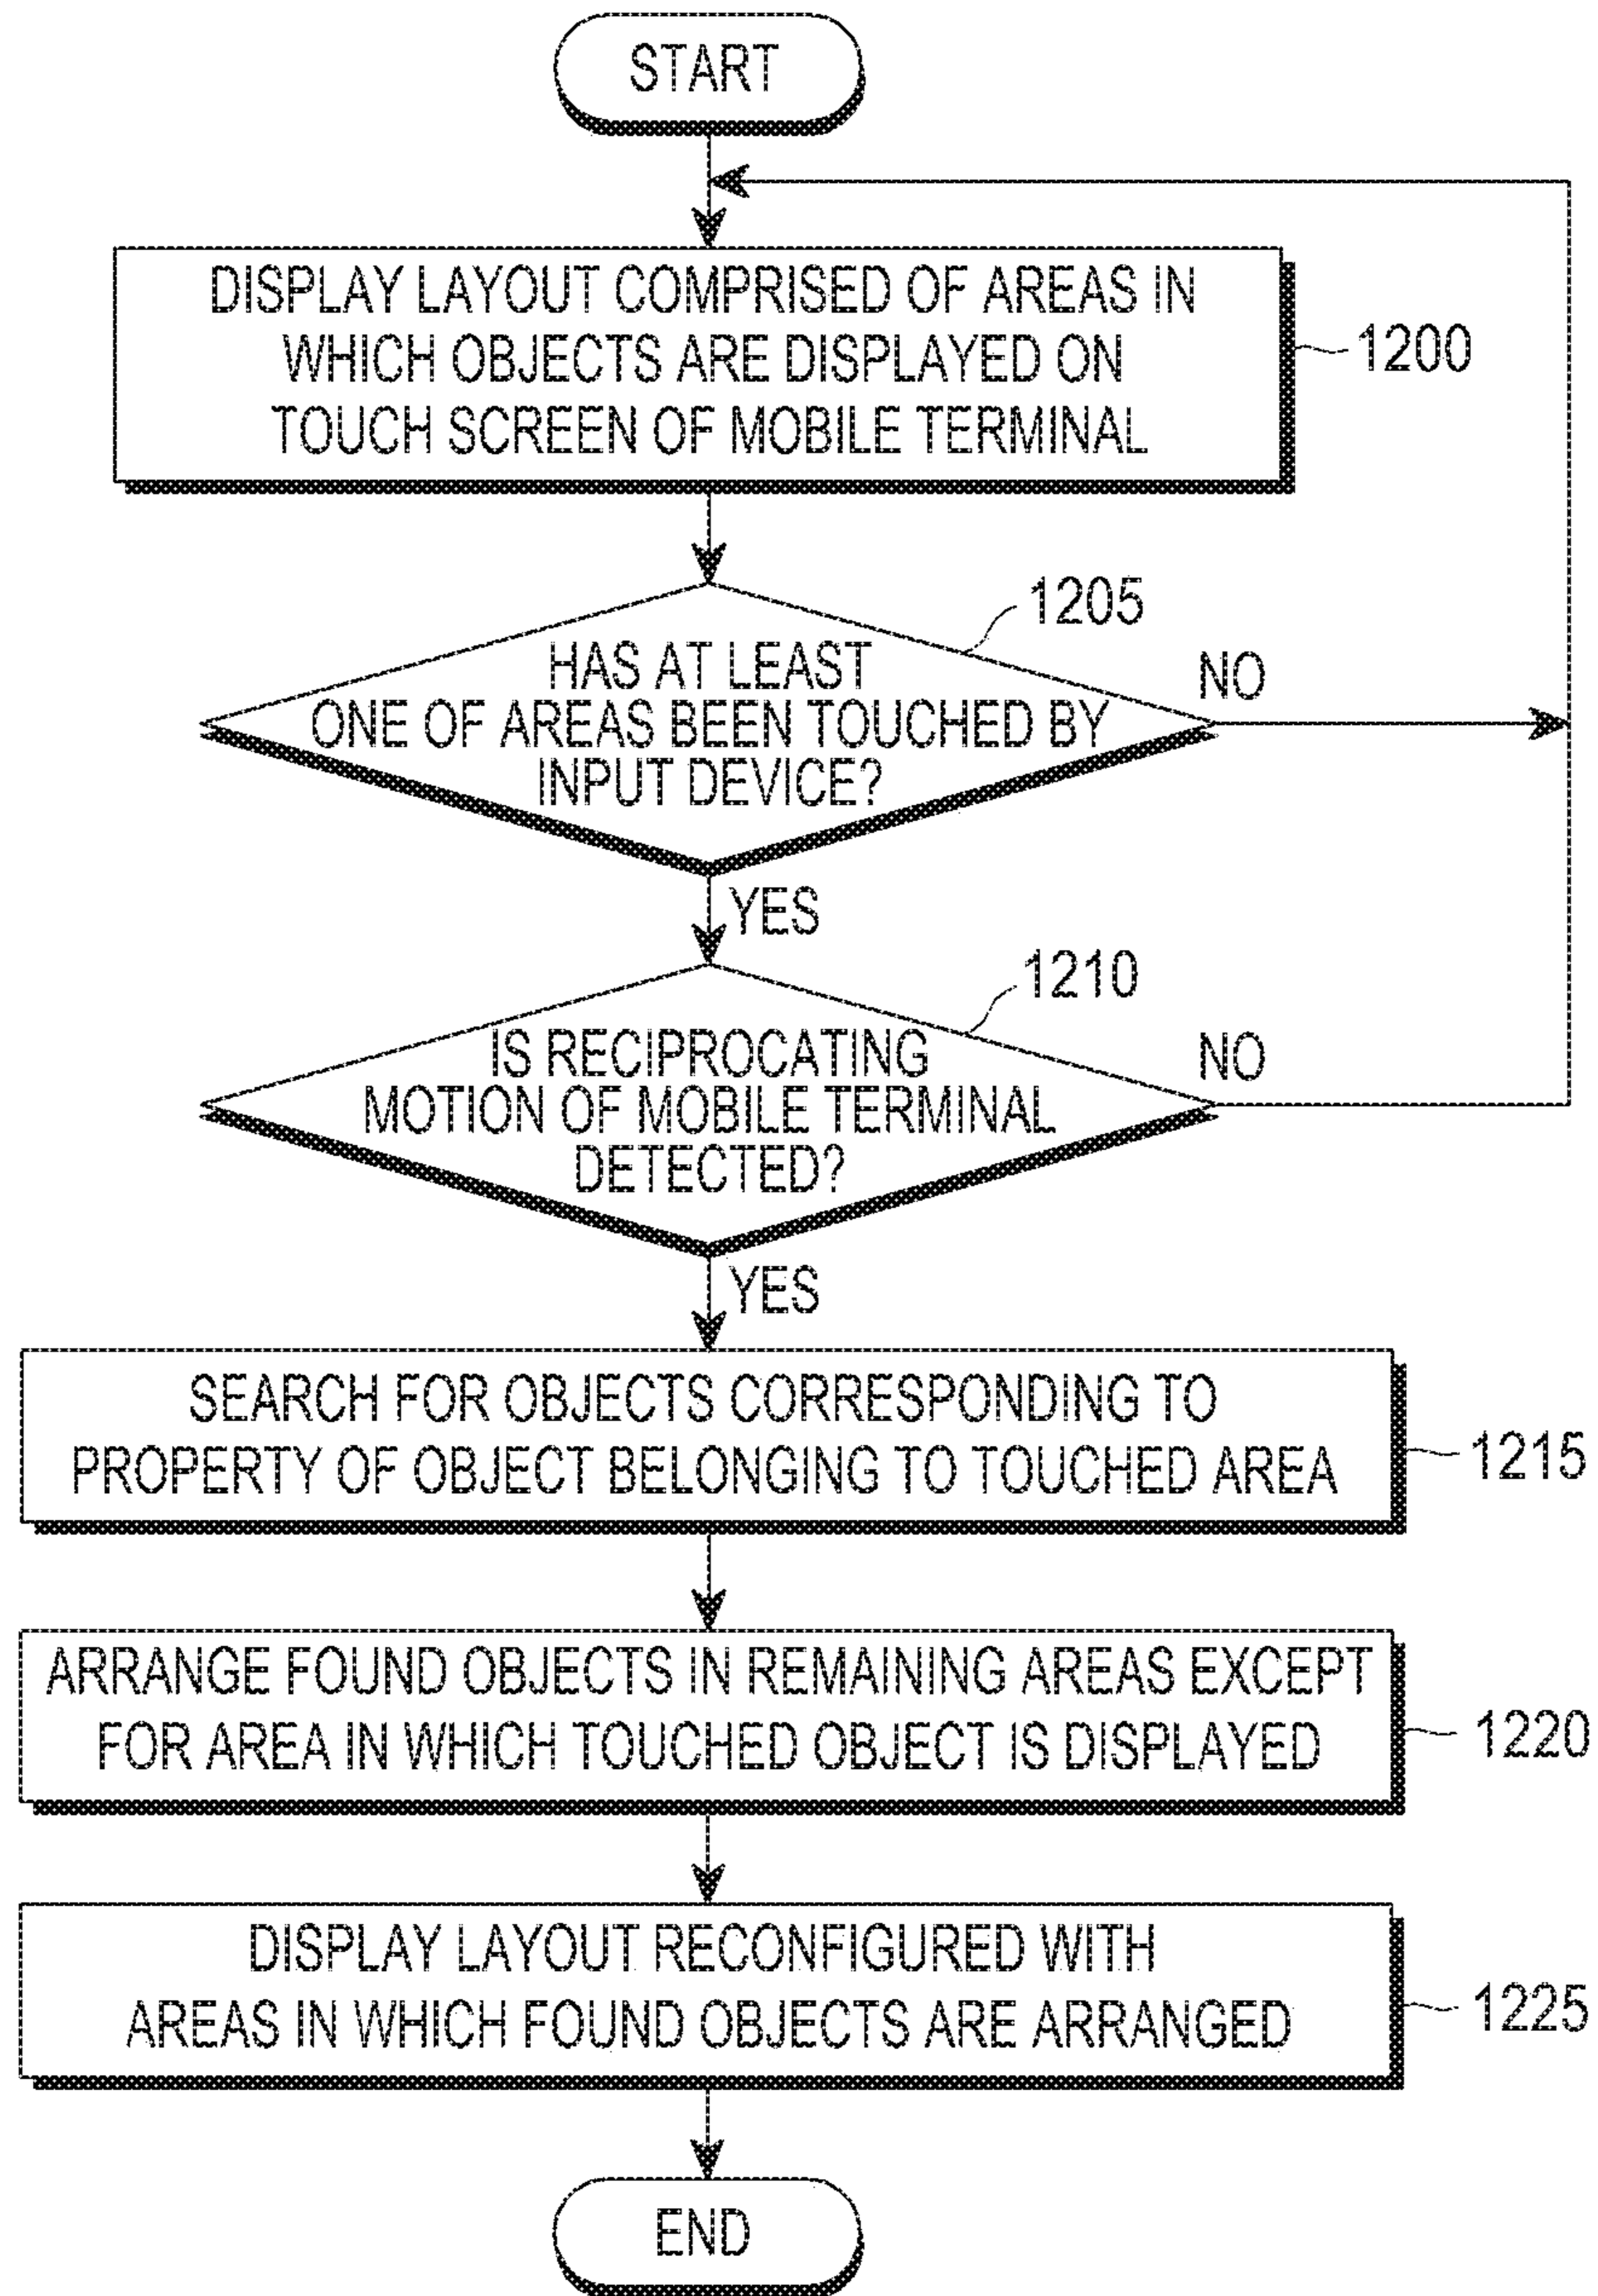 START
DISPLAY LAYOUT COMPRISED OF AREAS IN
WHICH OBJECTS ARE DISPLAYED ON
TOUCH SCREEN OF MOBILE TERMINAL
1200
1205
HAS AT LEAST
ONE OF AREAS BEEN TOUCHED BY
INPUT DEVICE?
NO
YES
1210
IS RECIPROCATING
MOTION OF MOBILE TERMINAL
DETECTED?
NO
YES
SEARCH FOR OBJECTS CORRESPONDING TO
PROPERTY OF OBJECT BELONGING TO TOUCHED AREA
1215
ARRANGE FOUND OBJECTS IN REMAINING AREAS EXCEPT
FOR AREA IN WHICH TOUCHED OBJECT IS DISPLAYED
1220
DISPLAY LAYOUT RECONFIGURED WITH
AREAS IN WHICH FOUND OBJECTS ARE ARRANGED
1225
END